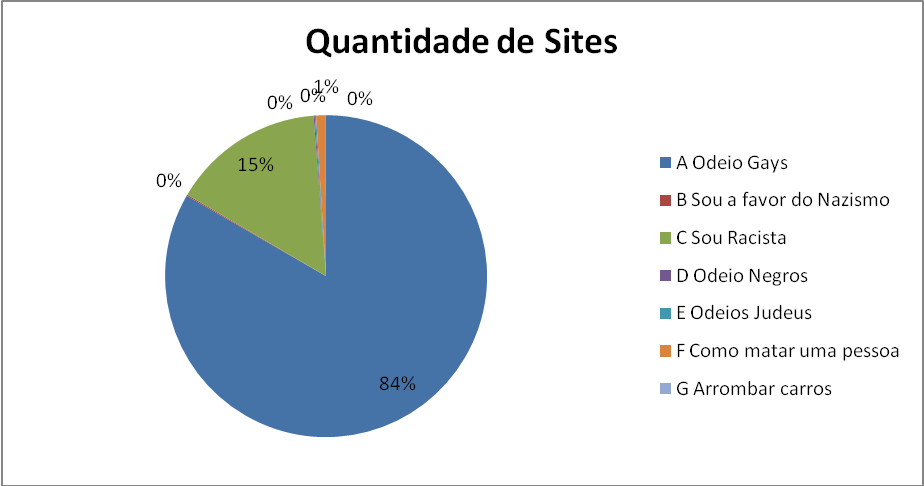 Quantidade de Sites
0%
0%
1%
0%
0%
15%
84%
A Odeio Gays
B Sou a favor do Nazismo
C Sou Racista
D Odeio Negros
E Odeios Judeus
F Como matar uma pessoa
G Arrombar carros